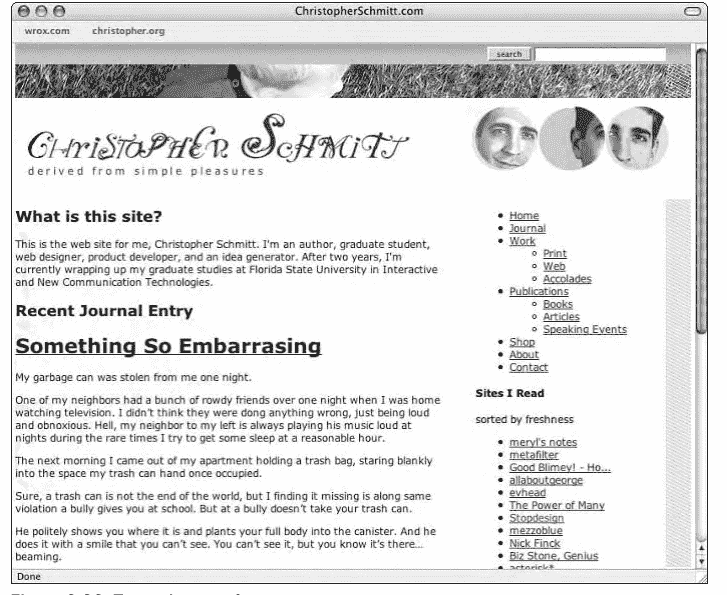 ChristopherSchmitt.com
wrox.com christopher.org
search
CHRiSTOPHER SCHMiTT
derived from simple pleasures
What is this site?
This is the web site for me, Christopher Schmitt. I'm an author, graduate student,
web designer, product developer, and an idea generator. After two years, I'm
currently wrapping up my graduate studies at Florida State University in Interactive
and New Communication Technologies.
Recent Journal Entry
Something So Embarrasing
My garbage can was stolen from me one night.
One of my neighbors had a bunch of rowdy friends over one night when I was home
watching television. I didn't think they were dong anything wrong, just being loud
and obnoxious. Hell, my neighbor to my left is always playing his music loud at
nights during the rare times I try to get some sleep at a reasonable hour.
The next morning I came out of my apartment holding a trash bag, staring blankly
into the space my trash can hand once occupied.
Sure, a trash can is not the end of the world, but I finding it missing is along same
violation a bully gives you at school. But at a bully doesn't take your trash can.
He politely shows you where it is and plants your full body into the canister. And he
does it with a smile that you can't see. You can't see it, but you know it's there…
beaming.
Home
Journal
Work
Print
Web
Accolades
Publications
Books
Articles
Speaking Events
Shop
About
Contact
Sites I Read
sorted by freshness
meryl's notes
metafilter
Good Blimey! - Ho...
allaboutgeorge
evhead
The Power of Many
Stopdesign
mezzoblue
Nick Finck
Biz Stone, Genius
asterisk*
Done